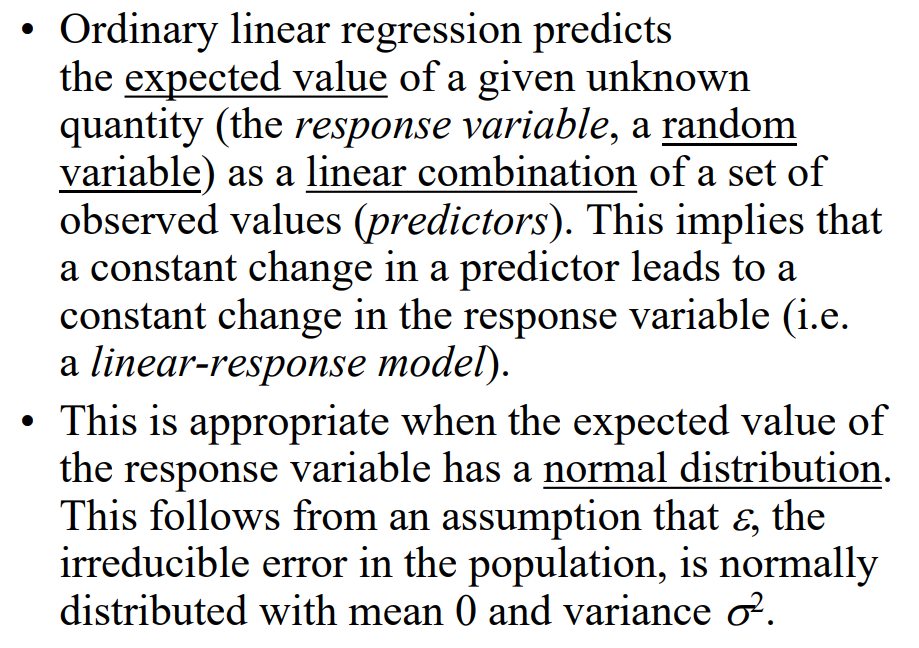 • Ordinary linear regression predicts
the expected value of a given unknown
quantity (the response variable, a random
variable) as a linear combination of a set of
observed values (predictors). This implies that
a constant change in a predictor leads to a
constant change in the response variable (i.e.
a linear-response model).
• This is appropriate when the expected value of
the response variable has a normal distribution.
This follows from an assumption that ε, the
irreducible error in the population, is normally
distributed with mean 0 and variance σ².